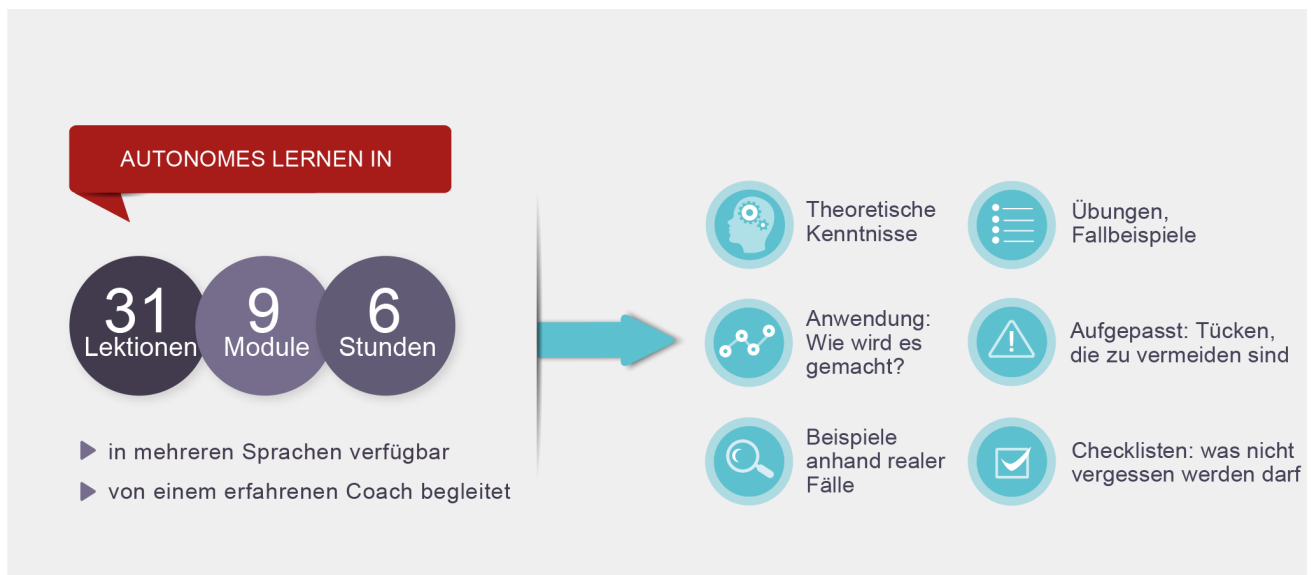 AUTONOMES LERNEN IN
31
Lektionen
9
Module
6
Stunden
in mehreren Sprachen verfügbar
von einem erfahrenen Coach begleitet
Theoretische
Kenntnisse
Übungen,
Fallbeispiele
Anwendung:
Wie wird es
gemacht?
Aufgepasst: Tücken,
die zu vermeiden sind
Beispiele
anhand realer
Fälle
Checklisten: was nicht
vergessen werden darf